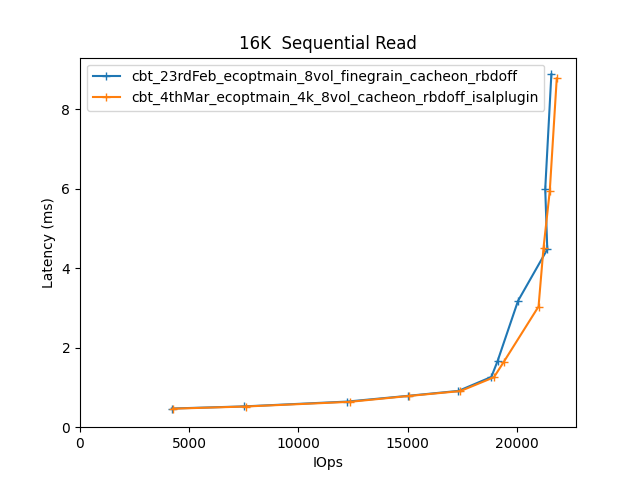 16K  Sequential Read
cbt_23rdFeb_ecoptmain_8vol_finegrain_cacheon_rbdoff
cbt_4thMar_ecoptmain_4k_8vol_cacheon_rbdoff_isalplugin
Latency (ms)
8
6
4
2
0
0 5000 10000 15000 20000
IOps